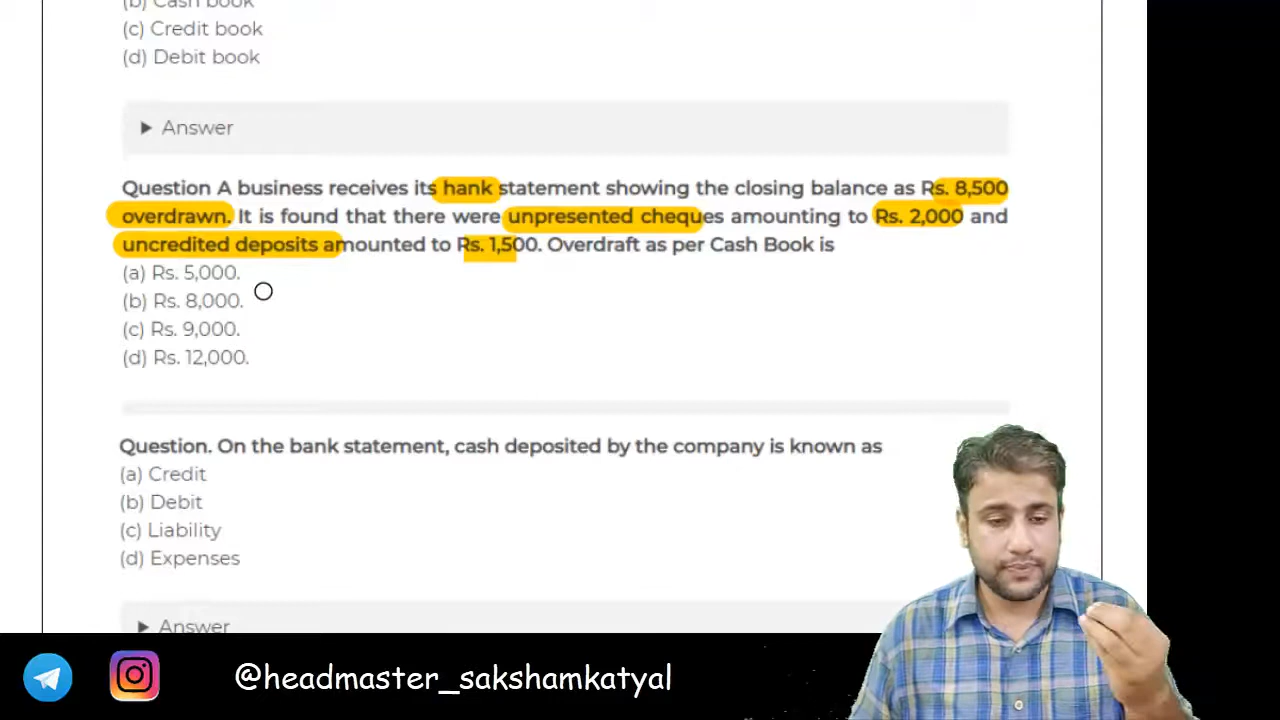 (b) Cash book
(c) Credit book
(d) Debit book
▶ Answer
Question A business receives its hank statement showing the closing balance as Rs. 8,500
overdrawn. It is found that there were unpresented cheques amounting to Rs. 2,000 and
uncredited deposits amounted to Rs. 1,500. Overdraft as per Cash Book is
(a) Rs. 5,000.
(b) Rs. 8,000.
(c) Rs. 9,000.
(d) Rs. 12,000.
Question. On the bank statement, cash deposited by the company is known as
(a) Credit
(b) Debit
(c) Liability
(d) Expenses
▶ Answer
@headmaster_sakshamkatyal